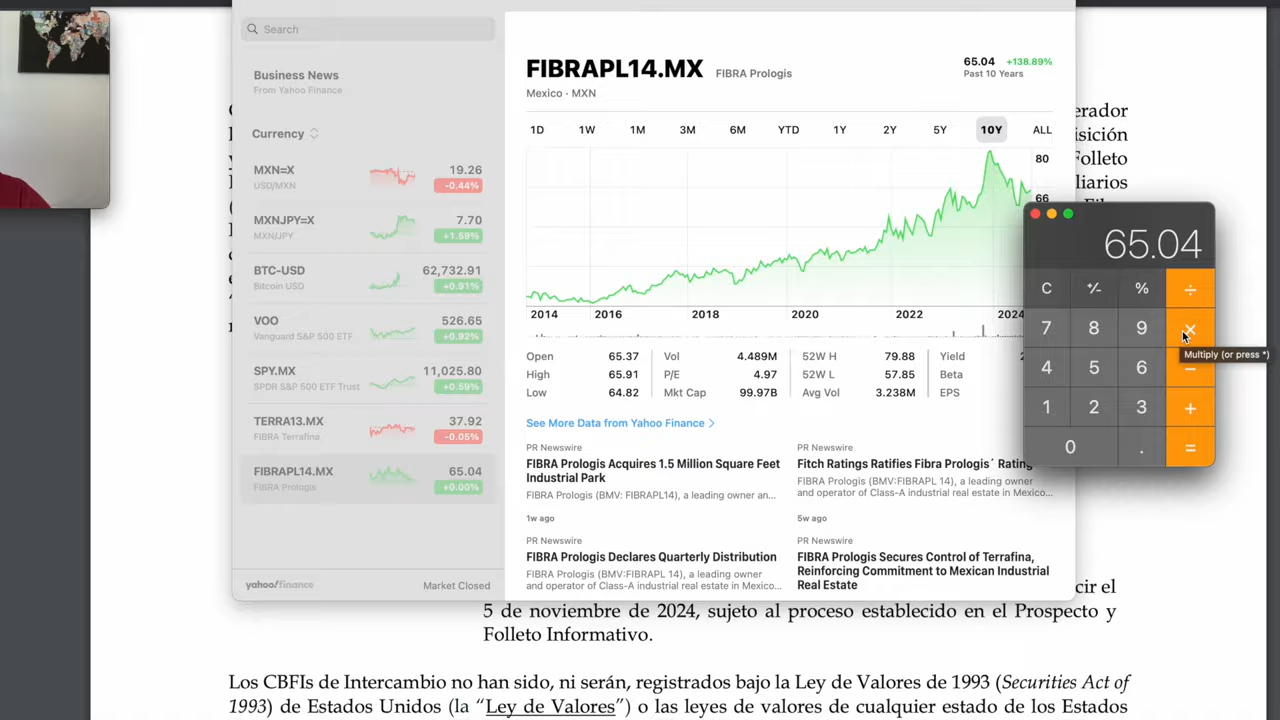 Search
Business News
From Yahoo Finance
Currency
MXN=X 19.26
USD/MXN -0.44%
MXNJPY=X 7.70
MXN/JPY +1.59%
BTC-USD 62,732.91
Bitcoin USD +0.91%
VOO 526.65
Vanguard S&P 500 ETF +0.92%
SPY.MX 11,025.80
SPDR S&P 500 ETF Trust +0.59%
TERRA13.MX 37.92
FIBRA Terrafina -0.05%
FIBRAPL14.MX 65.04
FIBRA Prologis +0.00%
yahoo!finance Market Closed
FIBRAPL14.MX FIBRA Prologis
65.04 +138.89%
Past 10 Years
Mexico · MXN
1D 1W 1M 3M 6M YTD 1Y 2Y 5Y 10Y ALL
80
66
2014 2016 2018 2020 2022 2024
Open 65.37 Vol 4.489M 52W H 79.88 Yield
High 65.91 P/E 4.97 52W L 57.85 Beta
Low 64.82 Mkt Cap 99.97B Avg Vol 3.238M EPS
See More Data from Yahoo Finance >
PR Newswire
FIBRA Prologis Acquires 1.5 Million Square Feet
Industrial Park
FIBRA Prologis (BMV: FIBRAPL14), a leading owner an...
1w ago
PR Newswire
Fitch Ratings Ratifies Fibra Prologis´ Rating
FIBRA Prologis (BMV:FIBRAPL 14), a leading owner
and operator of Class-A industrial real estate in Mexico...
5w ago
PR Newswire
FIBRA Prologis Declares Quarterly Distribution
FIBRA Prologis (BMV:FIBRAPL 14), a leading owner
and operator of Class-A industrial real estate in Mexico...
PR Newswire
FIBRA Prologis Secures Control of Terrafina,
Reinforcing Commitment to Mexican Industrial
Real Estate
65.04
C +/- % ÷
7 8 9 ×
4 5 6 −
1 2 3 +
0 . =
Multiply (or press *)
erador
isición
Folleto
liarios
cir el
5 de noviembre de 2024, sujeto al proceso establecido en el Prospecto y
Folleto Informativo.
Los CBFIs de Intercambio no han sido, ni serán, registrados bajo la Ley de Valores de 1993 (Securities Act of
1993) de Estados Unidos (la “Ley de Valores”) o las leyes de valores de cualquier estado de los Estados